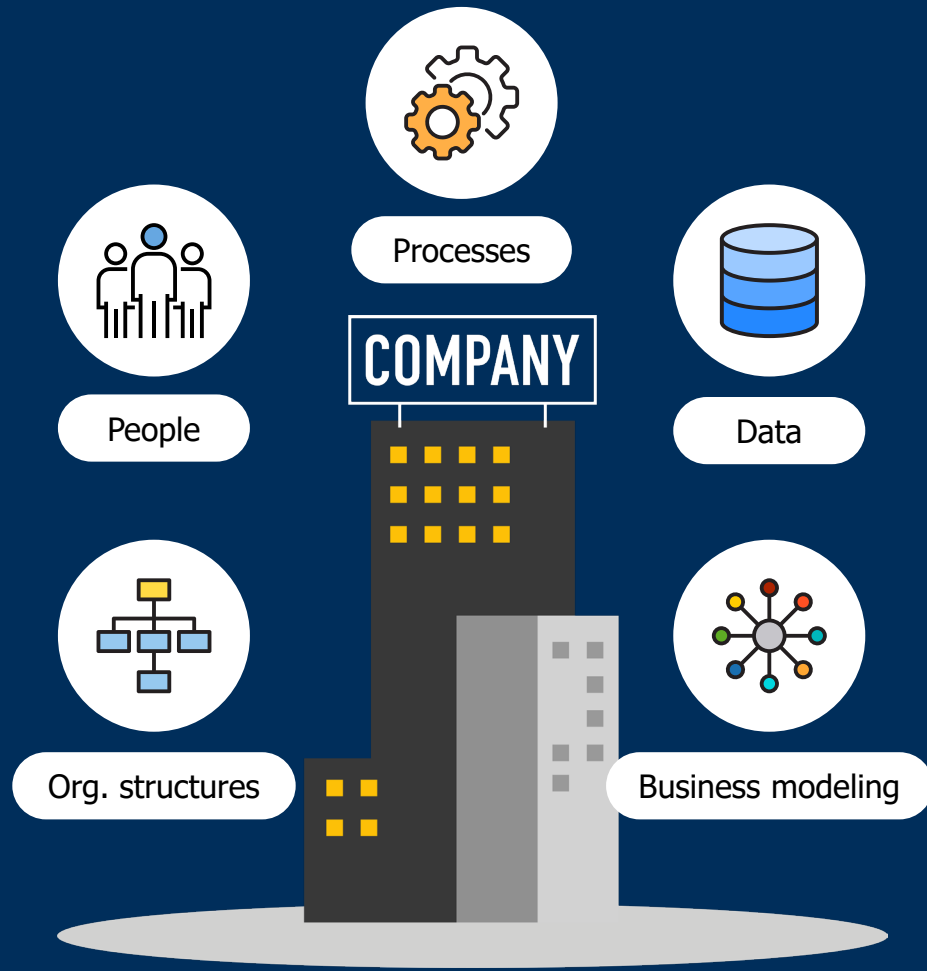 Processes
People
COMPANY
Data
Org. structures
Business modeling